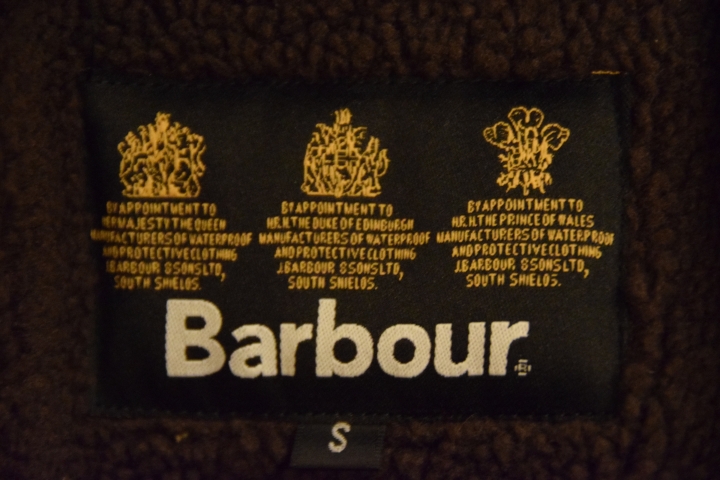 BY APPOINTMENT TO
HER MAJESTY THE QUEEN
MANUFACTURERS OF WATERPROOF
AND PROTECTIVE CLOTHING
J.BARBOUR & SONS LTD,
SOUTH SHIELDS.
BY APPOINTMENT TO
H.R.H. THE DUKE OF EDINBURGH
MANUFACTURERS OF WATERPROOF
AND PROTECTIVE CLOTHING
J.BARBOUR & SONS LTD,
SOUTH SHIELDS.
BY APPOINTMENT TO
H.R.H. THE PRINCE OF WALES
MANUFACTURERS OF WATERPROOF
AND PROTECTIVE CLOTHING
J.BARBOUR & SONS LTD,
SOUTH SHIELDS.
Barbour
S